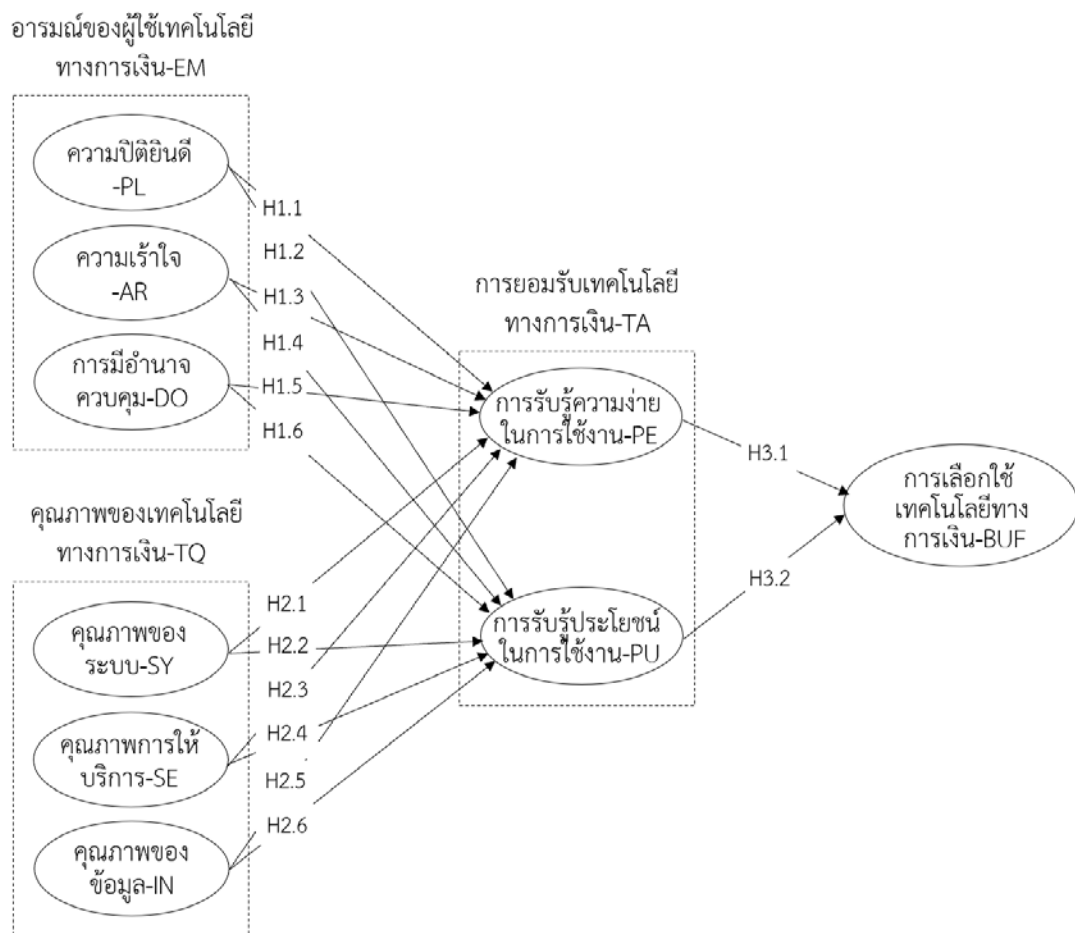 อารมณ์ของผู้ใช้เทคโนโลยี
ทางการเงิน-EM
ความปิติยินดี
-PL
ความเร้าใจ
-AR
การมีอำนาจ
ควบคุม-DO
คุณภาพของเทคโนโลยี
ทางการเงิน-TQ
คุณภาพของ
ระบบ-SY
คุณภาพการให้
บริการ-SE
คุณภาพของ
ข้อมูล-IN
H1.1
H1.2
H1.3
H1.4
H1.5
H1.6
H2.1
H2.2
H2.3
H2.4
H2.5
H2.6
การยอมรับเทคโนโลยี
ทางการเงิน-TA
การรับรู้ความง่าย
ในการใช้งาน-PE
การรับรู้ประโยชน์
ในการใช้งาน-PU
H3.1
H3.2
การเลือกใช้
เทคโนโลยีทาง
การเงิน-BUF